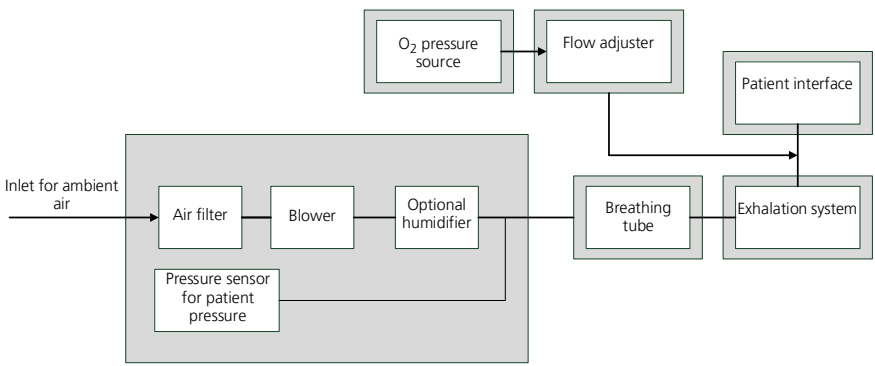 O2 pressure
source
Flow adjuster
Patient interface
Inlet for ambient
air
Air filter
Blower
Optional
humidifier
Breathing
tube
Exhalation system
Pressure sensor
for patient
pressure